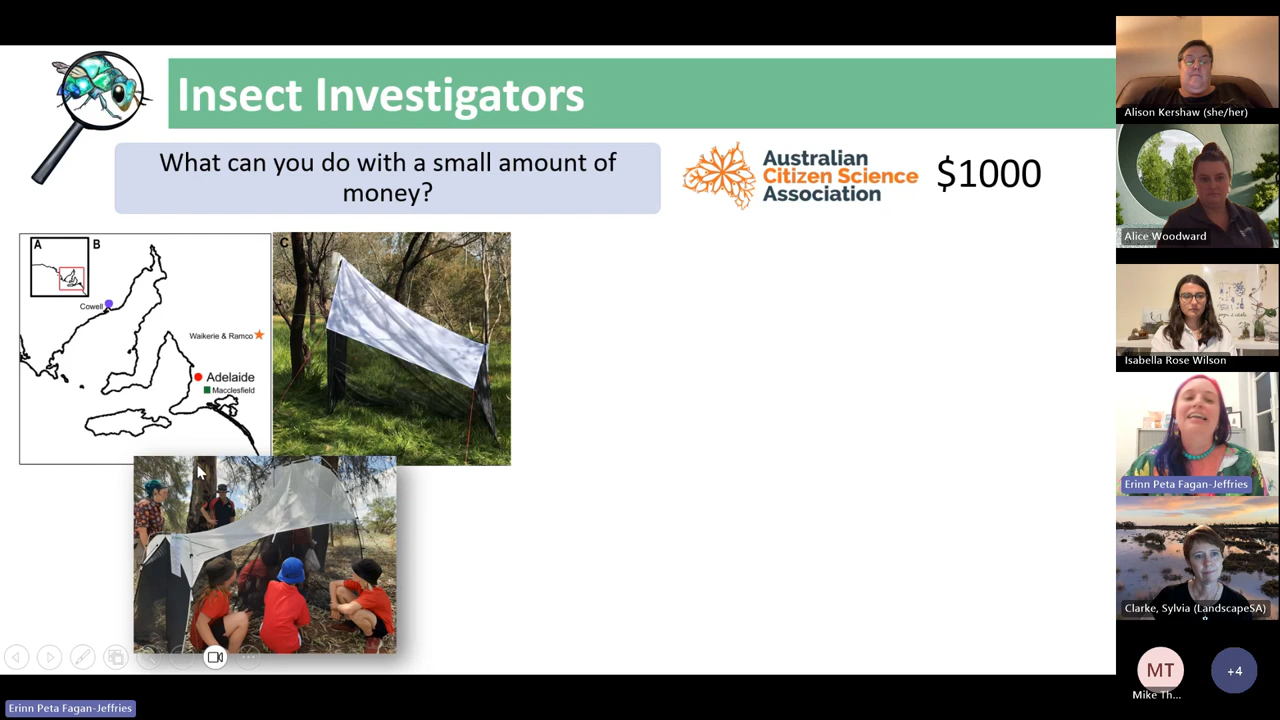 Insect Investigators
What can you do with a small amount of
money?
Australian
Citizen Science
Association
$1000
A
B
Cowell
Waikerie & Ramco
Adelaide
Macclesfield
C
Alison Kershaw (she/her)
Alice Woodward
Isabella Rose Wilson
Erinn Peta Fagan-Jeffries
Clarke, Sylvia (LandscapeSA)
MT
Mike Th...
+4
Erinn Peta Fagan-Jeffries